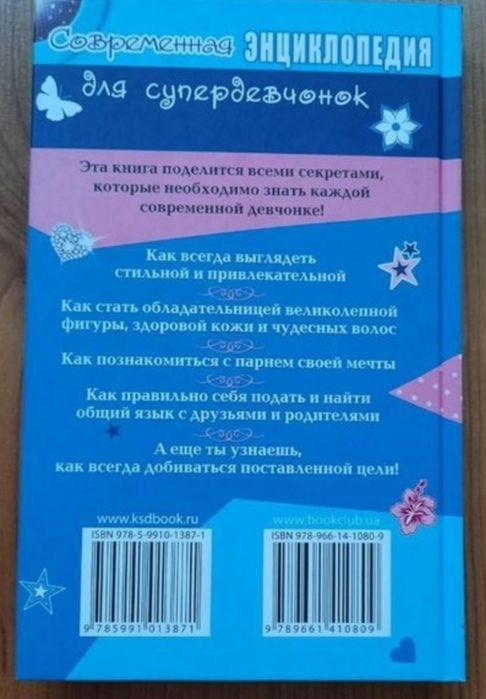 Современная ЭНЦИКЛОПЕДИЯ
для супердевчонок
Эта книга поделится всеми секретами,
которые необходимо знать каждой
современной девчонке!
Как всегда выглядеть
стильной и привлекательной
Как стать обладательницей великолепной
фигуры, здоровой кожи и чудесных волос
Как познакомиться с парнем своей мечты
Как правильно себя подать и найти
общий язык с друзьями и родителями
А еще ты узнаешь,
как всегда добиваться поставленной цели!
www.ksdbook.ru
www.bookclub.ua
ISBN 978-5-9910-1387-1
ISBN 978-966-14-1080-9
9 785991 013871
9 789661 410809